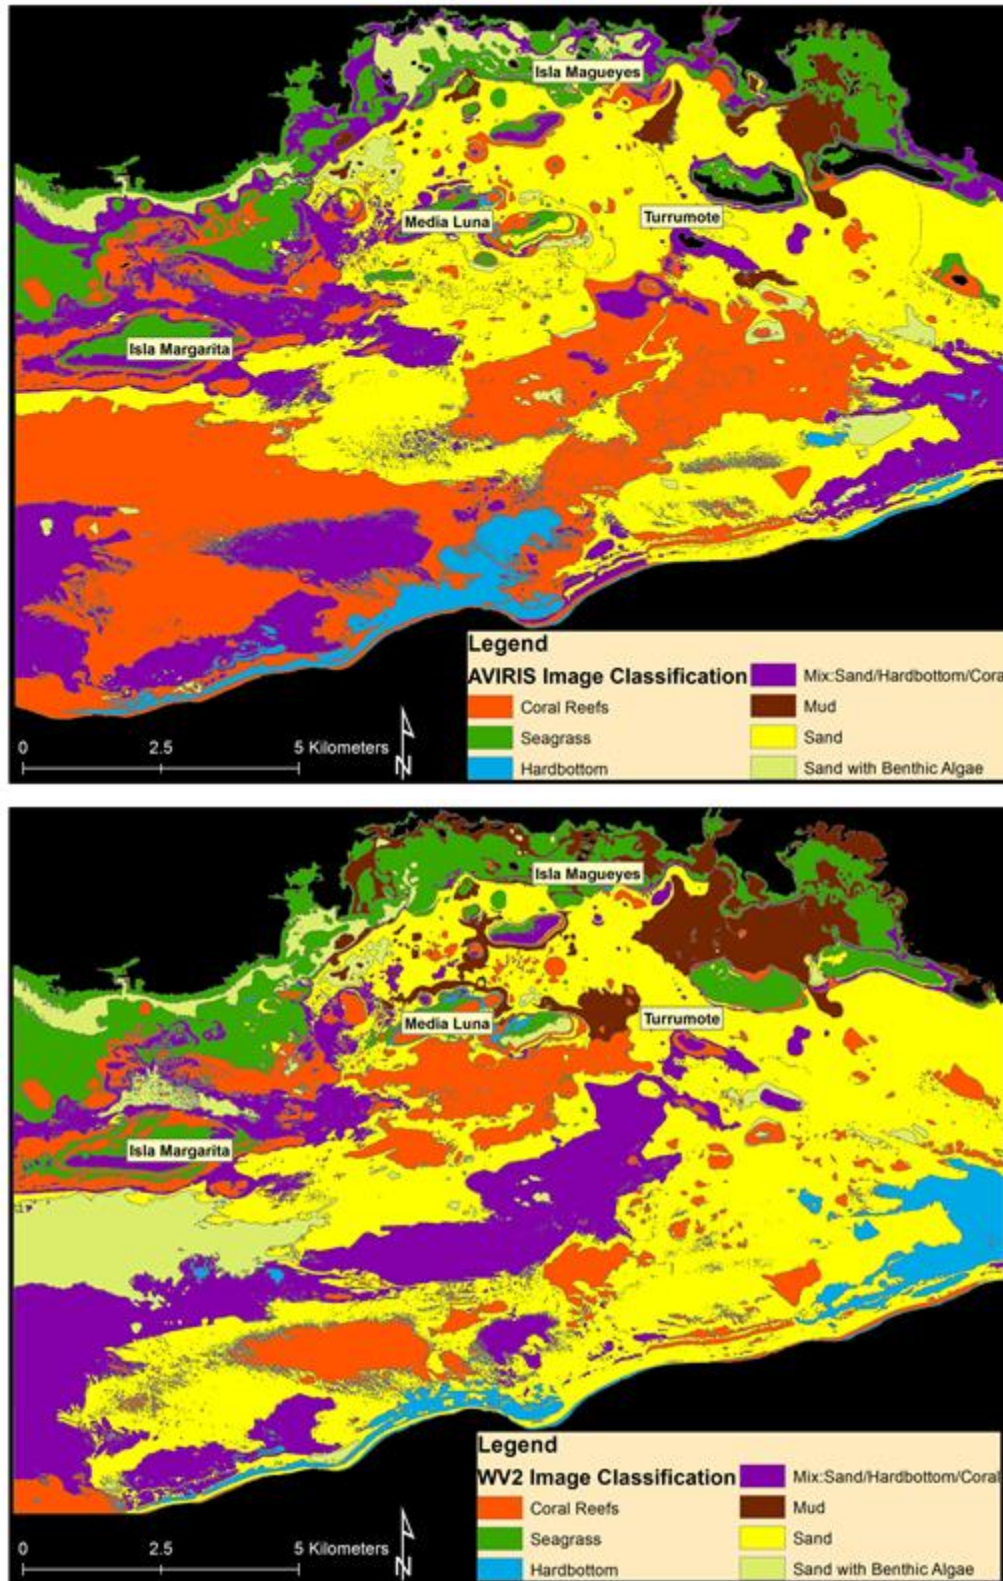 Isla Magueyes
Media Luna
Turrumote
Isla Margarita
Legend
AVIRIS Image Classification
Coral Reefs
Seagrass
Hardbottom
Mix:Sand/Hardbottom/Cora
Mud
Sand
Sand with Benthic Algae
0 2.5 5 Kilometers
N
Isla Magueyes
Media Luna
Turrumote
Isla Margarita
Legend
WV2 Image Classification
Coral Reefs
Seagrass
Hardbottom
Mix:Sand/Hardbottom/Coral
Mud
Sand
Sand with Benthic Algae
0 2.5 5 Kilometers
N